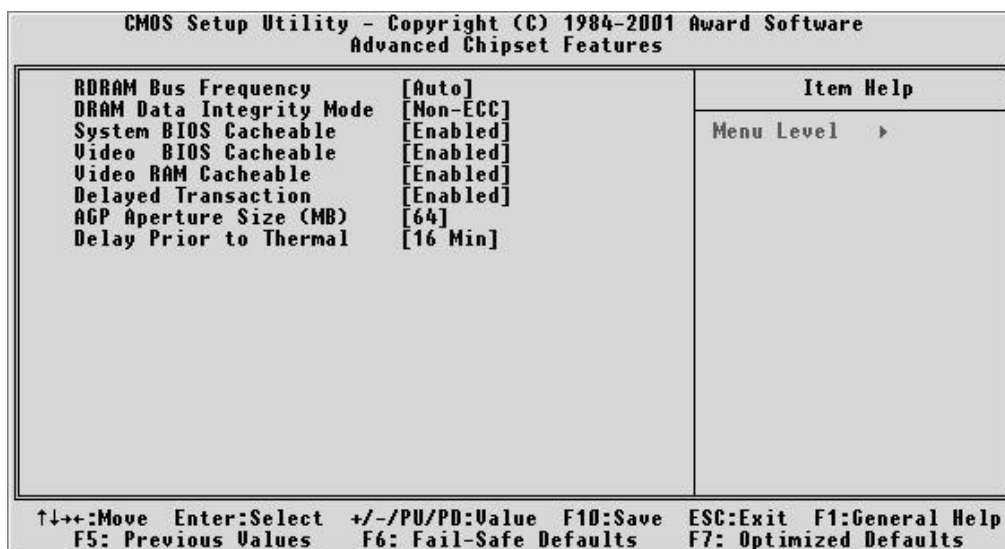 CMOS Setup Utility - Copyright (C) 1984-2001 Award Software
Advanced Chipset Features
RDRAM Bus Frequency [Auto]
DRAM Data Integrity Mode [Non-ECC]
System BIOS Cacheable [Enabled]
Video BIOS Cacheable [Enabled]
Video RAM Cacheable [Enabled]
Delayed Transaction [Enabled]
AGP Aperture Size (MB) [64]
Delay Prior to Thermal [16 Min]
Item Help
Menu Level ▸
↑↓→←:Move Enter:Select +/-/PU/PD:Value F10:Save ESC:Exit F1:General Help
F5: Previous Values F6: Fail-Safe Defaults F7: Optimized Defaults